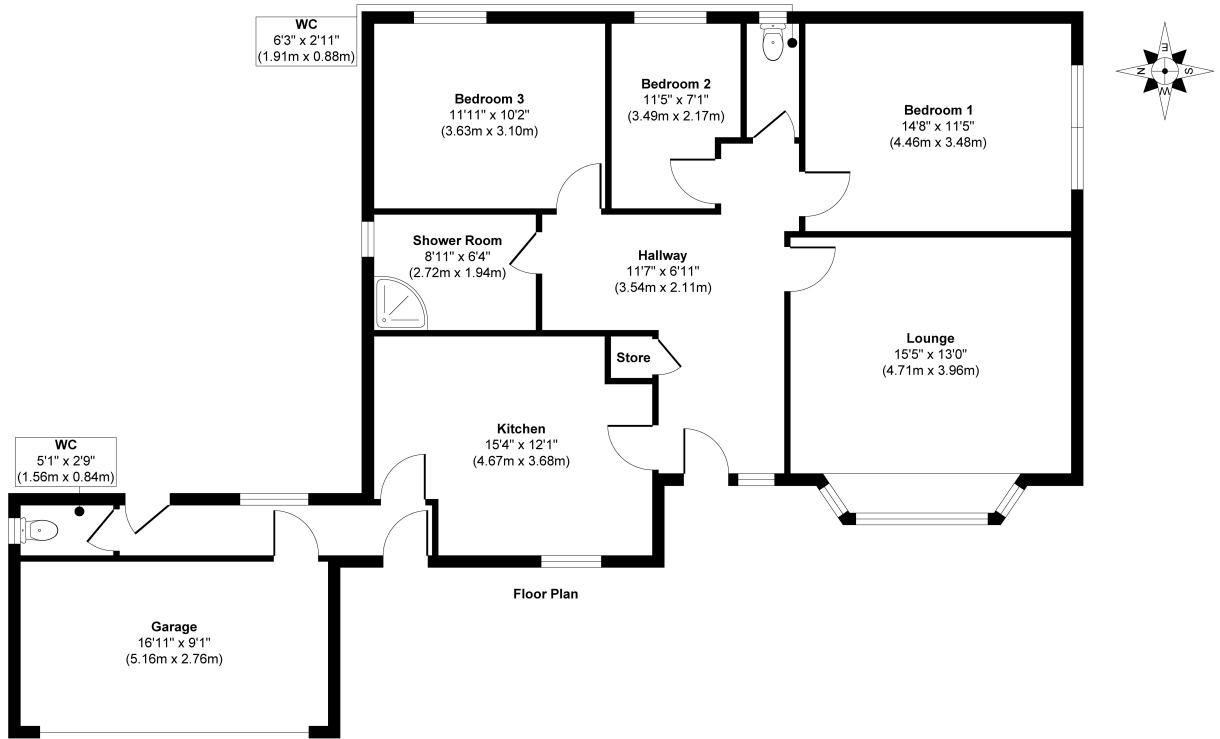 WC
6'3" x 2'11"
(1.91m x 0.88m)
Bedroom 3
11'11" x 10'2"
(3.63m x 3.10m)
Bedroom 2
11'5" x 7'1"
(3.49m x 2.17m)
Bedroom 1
14'8" x 11'5"
(4.46m x 3.48m)
E
N
S
W
Shower Room
8'11" x 6'4"
(2.72m x 1.94m)
Hallway
11'7" x 6'11"
(3.54m x 2.11m)
Lounge
15'5" x 13'0"
(4.71m x 3.96m)
Store
Kitchen
15'4" x 12'1"
(4.67m x 3.68m)
WC
5'1" x 2'9"
(1.56m x 0.84m)
Floor Plan
Garage
16'11" x 9'1"
(5.16m x 2.76m)